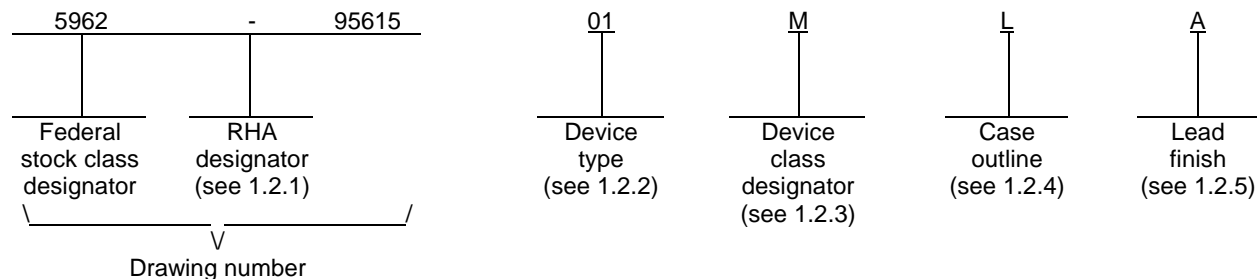 5962 - 95615 01 M L A
Federal stock class designator
RHA designator (see 1.2.1)
Device type (see 1.2.2)
Device class designator (see 1.2.3)
Case outline (see 1.2.4)
Lead finish (see 1.2.5)
\ /
\/
Drawing number